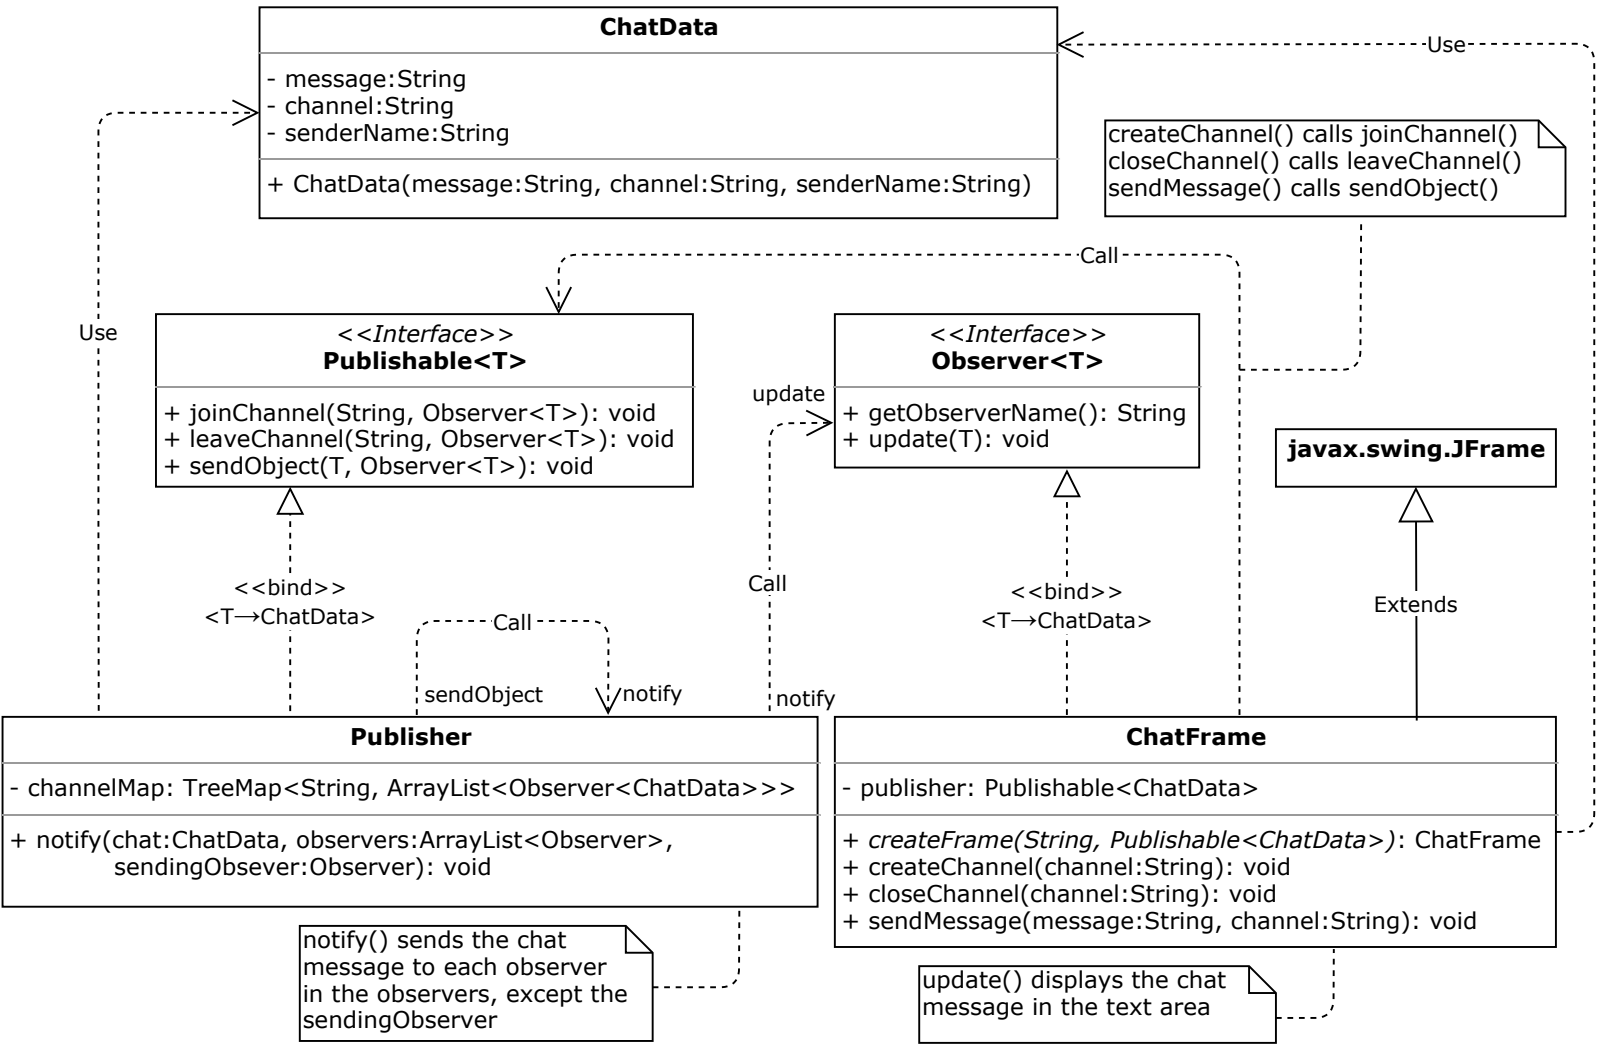 ChatData
- message:String
- channel:String
- senderName:String
+ ChatData(message:String, channel:String, senderName:String)
Use
createChannel() calls joinChannel()
closeChannel() calls leaveChannel()
sendMessage() calls sendObject()
Call
Use
<<Interface>>
Publishable<T>
+ joinChannel(String, Observer<T>): void
+ leaveChannel(String, Observer<T>): void
+ sendObject(T, Observer<T>): void
<<Interface>>
Observer<T>
+ getObserverName(): String
+ update(T): void
update
javax.swing.JFrame
<<bind>>
<T→ChatData>
Call
sendObject
notify
Call
notify
<<bind>>
<T→ChatData>
Extends
Publisher
- channelMap: TreeMap<String, ArrayList<Observer<ChatData>>>
+ notify(chat:ChatData, observers:ArrayList<Observer>,
sendingObsever:Observer): void
ChatFrame
- publisher: Publishable<ChatData>
+ createFrame(String, Publishable<ChatData>): ChatFrame
+ createChannel(channel:String): void
+ closeChannel(channel:String): void
+ sendMessage(message:String, channel:String): void
notify() sends the chat
message to each observer
in the observers, except the
sendingObserver
update() displays the chat
message in the text area